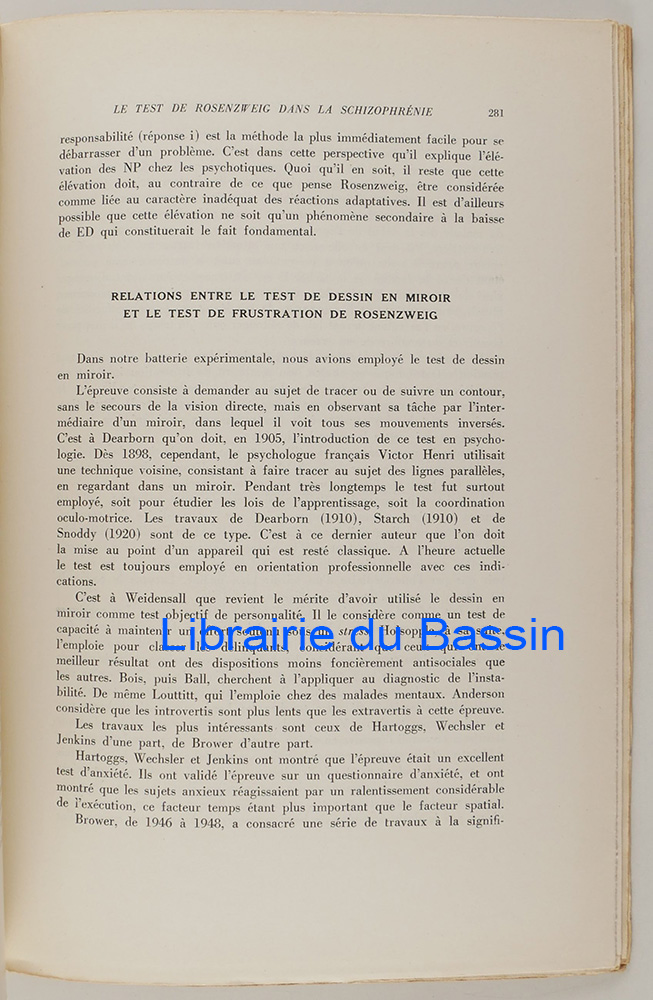 LE TEST DE ROSENZWEIG DANS LA SCHIZOPHRÉNIE 281
responsabilité (réponse i) est la méthode la plus immédiatement facile pour se
débarrasser d'un problème. C'est dans cette perspective qu'il explique l'élé-
vation des NP chez les psychotiques. Quoi qu'il en soit, il reste que cette
élévation doit, au contraire de ce que pense Rosenzweig, être considérée
comme liée au caractère inadéquat des réactions adaptatives. Il est d'ailleurs
possible que cette élévation ne soit qu'un phénomène secondaire à la baisse
de ED qui constituerait le fait fondamental.
RELATIONS ENTRE LE TEST DE DESSIN EN MIROIR
ET LE TEST DE FRUSTRATION DE ROSENZWEIG
Dans notre batterie expérimentale, nous avions employé le test de dessin
en miroir.
L'épreuve consiste à demander au sujet de tracer ou de suivre un contour,
sans le secours de la vision directe, mais en observant sa tâche par l'inter-
médiaire d'un miroir, dans lequel il voit tous ses mouvements inversés.
C'est à Dearborn qu'on doit, en 1905, l'introduction de ce test en psycho-
logie. Dès 1898, cependant, le psychologue français Victor Henri utilisait
une technique voisine, consistant à faire tracer au sujet des lignes parallèles,
en regardant dans un miroir. Pendant très longtemps le test fut surtout
employé, soit pour étudier les lois de l'apprentissage, soit la coordination
oculo-motrice. Les travaux de Dearborn (1910), Starch (1910) et de
Snoddy (1920) sont de ce type. C'est à ce dernier auteur que l'on doit
la mise au point d'un appareil qui est resté classique. A l'heure actuelle
le test est toujours employé en orientation professionnelle avec ces indi-
cations.
C'est à Weidensall que revient le mérite d'avoir utilisé le dessin en
miroir comme test objectif de personnalité. Il le considère comme un test de
capacité à maintenir un effort soutenu stress
Librairie du Bassin
l'emploie pour les délinquants, considérant que
meilleur résultat ont des dispositions moins foncièrement antisociales que
les autres. Bois, puis Ball, cherchent à l'appliquer au diagnostic de l'insta-
bilité. De même Louttitt, qui l'emploie chez des malades mentaux. Anderson
considère que les introvertis sont plus lents que les extravertis à cette épreuve.
Les travaux les plus intéressants sont ceux de Hartoggs, Wechsler et
Jenkins d'une part, de Brower d'autre part.
Hartoggs, Wechsler et Jenkins ont montré que l'épreuve était un excellent
test d'anxiété. Ils ont validé l'épreuve sur un questionnaire d'anxiété, et ont
montré que les sujets anxieux réagissaient par un ralentissement considérable
de l'exécution, ce facteur temps étant plus important que le facteur spatial.
Brower, de 1946 à 1948, a consacré une série de travaux à la signifi-